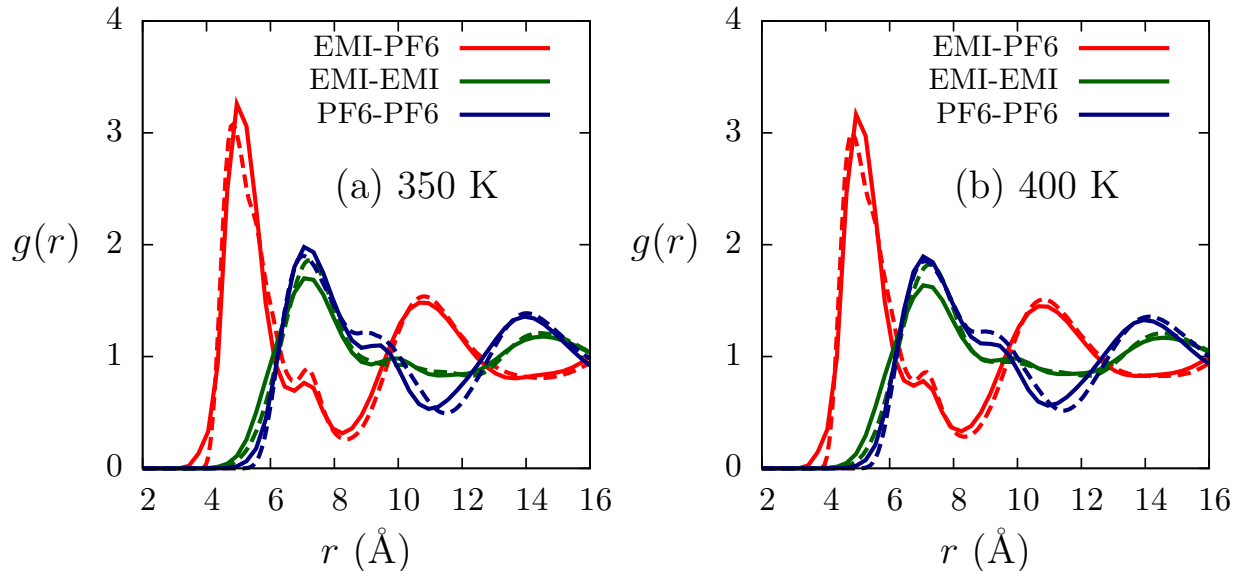 4
3
2
1
0
g(r)
EMI-PF6
EMI-EMI
PF6-PF6
(a) 350 K
2 4 6 8 10 12 14 16
r (Å)
4
3
2
1
0
g(r)
EMI-PF6
EMI-EMI
PF6-PF6
(b) 400 K
2 4 6 8 10 12 14 16
r (Å)